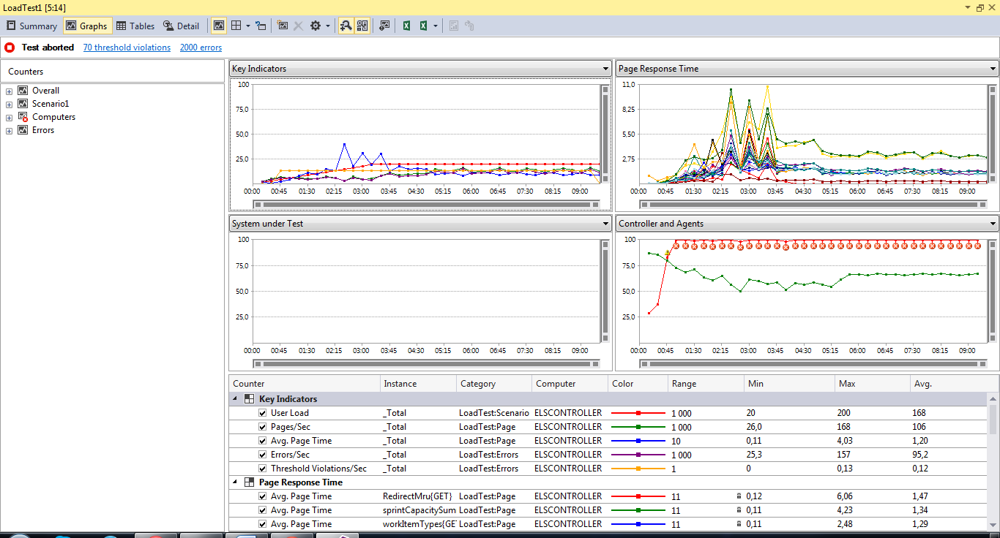 LoadTest1 [5:14]
Summary Graphs Tables Detail
Test aborted 70 threshold violations 2000 errors
Counters
Overall
Scenario1
Computers
Errors
Key Indicators
100
75,0
50,0
25,0
00:00 00:45 01:30 02:15 03:00 03:45 04:30 05:15 06:00 06:45 07:30 08:15 09:00
Page Response Time
11,0
8,25
5,50
2,75
00:00 00:45 01:30 02:15 03:00 03:45 04:30 05:15 06:00 06:45 07:30 08:15 09:00
System under Test
100
75,0
50,0
25,0
00:00 00:45 01:30 02:15 03:00 03:45 04:30 05:15 06:00 06:45 07:30 08:15 09:00
Controller and Agents
100
75,0
50,0
25,0
00:00 00:45 01:30 02:15 03:00 03:45 04:30 05:15 06:00 06:45 07:30 08:15 09:00
Counter Instance Category Computer Color Range Min Max Avg.
Key Indicators
User Load _Total LoadTest:Scenario ELSCONTROLLER 1 000 20 200 168
Pages/Sec _Total LoadTest:Page ELSCONTROLLER 1 000 26,0 168 106
Avg. Page Time _Total LoadTest:Page ELSCONTROLLER 10 0,11 4,03 1,20
Errors/Sec _Total LoadTest:Errors ELSCONTROLLER 1 000 25,3 157 95,2
Threshold Violations/Sec _Total LoadTest:Errors ELSCONTROLLER 1 0 0,13 0,12
Page Response Time
Avg. Page Time RedirectMru{GET} LoadTest:Page ELSCONTROLLER 11 0,12 6,06 1,47
Avg. Page Time sprintCapacitySum LoadTest:Page ELSCONTROLLER 11 0,11 4,23 1,34
Avg. Page Time workItemTypes{GE LoadTest:Page ELSCONTROLLER 11 0,11 2,48 1,29